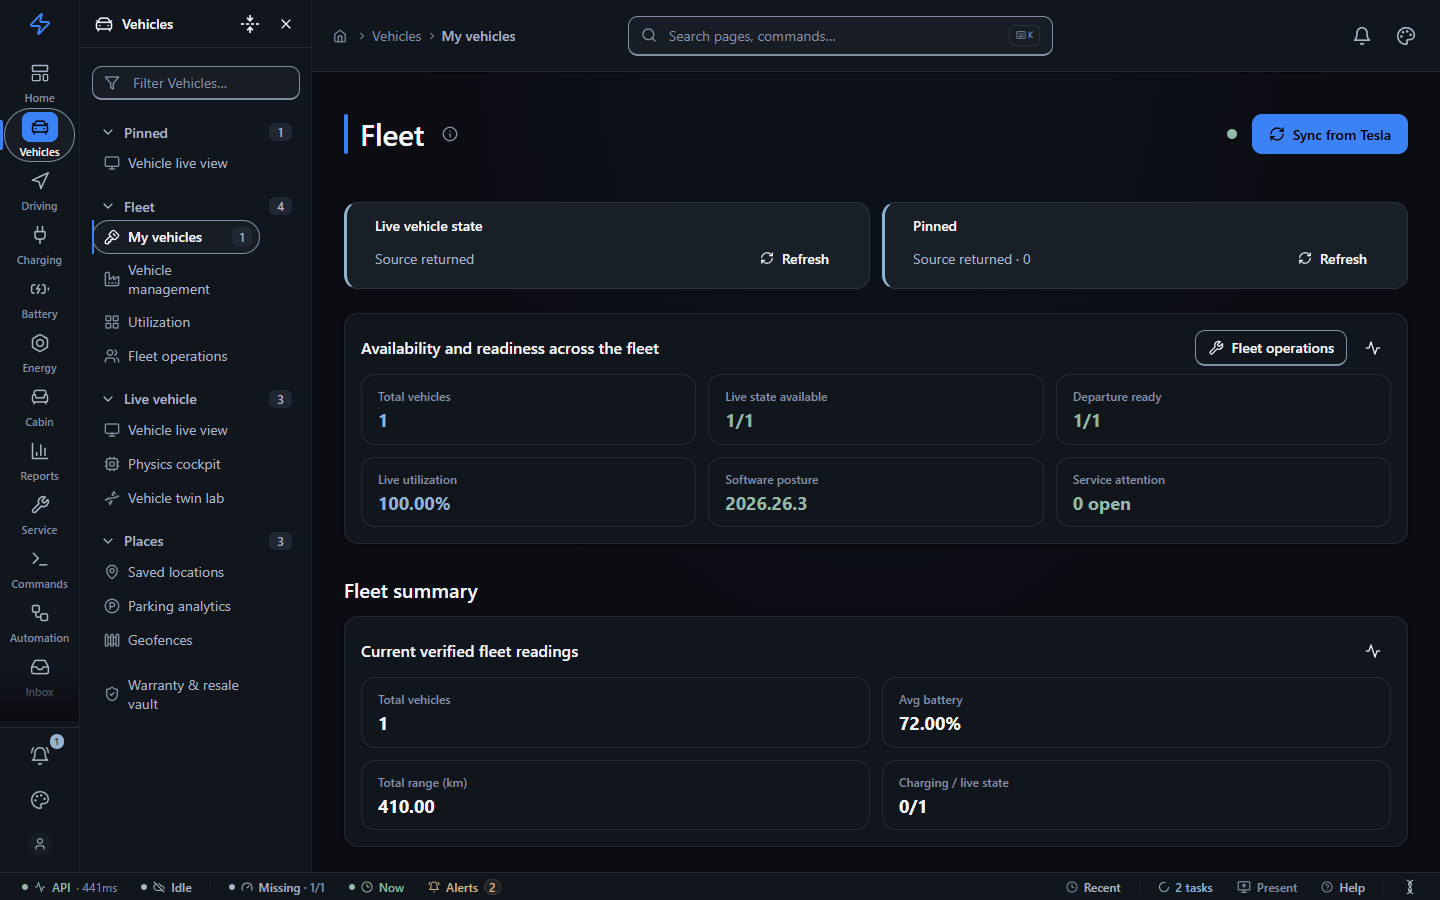 Vehicles
Vehicles
My vehicles
Search pages, commands...
K
Home
Vehicles
Driving
Charging
Battery
Energy
Cabin
Reports
Service
Commands
Automation
Inbox
1
Filter Vehicles...
Pinned
1
Vehicle live view
Fleet
4
My vehicles
1
Vehicle
management
Utilization
Fleet operations
Live vehicle
3
Vehicle live view
Physics cockpit
Vehicle twin lab
Places
3
Saved locations
Parking analytics
Geofences
Warranty & resale
vault
Fleet
Sync from Tesla
Live vehicle state
Source returned
Refresh
Pinned
Source returned · 0
Refresh
Availability and readiness across the fleet
Fleet operations
Total vehicles
1
Live state available
1/1
Departure ready
1/1
Live utilization
100.00%
Software posture
2026.26.3
Service attention
0 open
Fleet summary
Current verified fleet readings
Total vehicles
1
Avg battery
72.00%
Total range (km)
410.00
Charging / live state
0/1
API · 441ms
Idle
Missing · 1/1
Now
Alerts 2
Recent
2 tasks
Present
Help